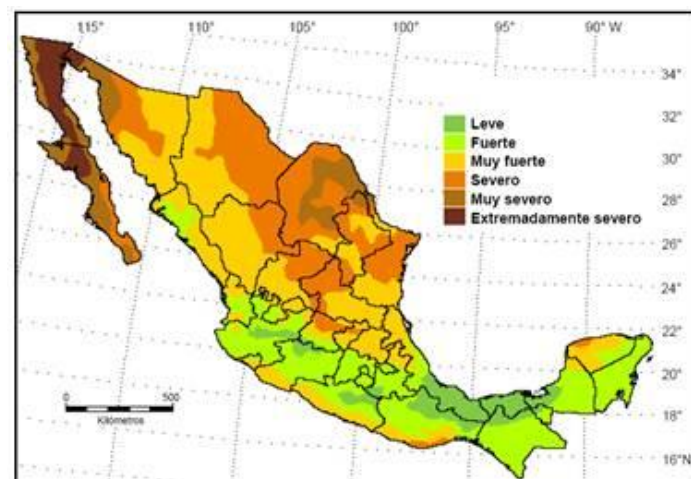 115° 110° 105° 100° 95° 90° W
34°
32°
30°
28°
26°
24°
22°
20°
18°
16°N
Leve
Fuerte
Muy fuerte
Severo
Muy severo
Extremadamente severo
0 500
Kilómetros